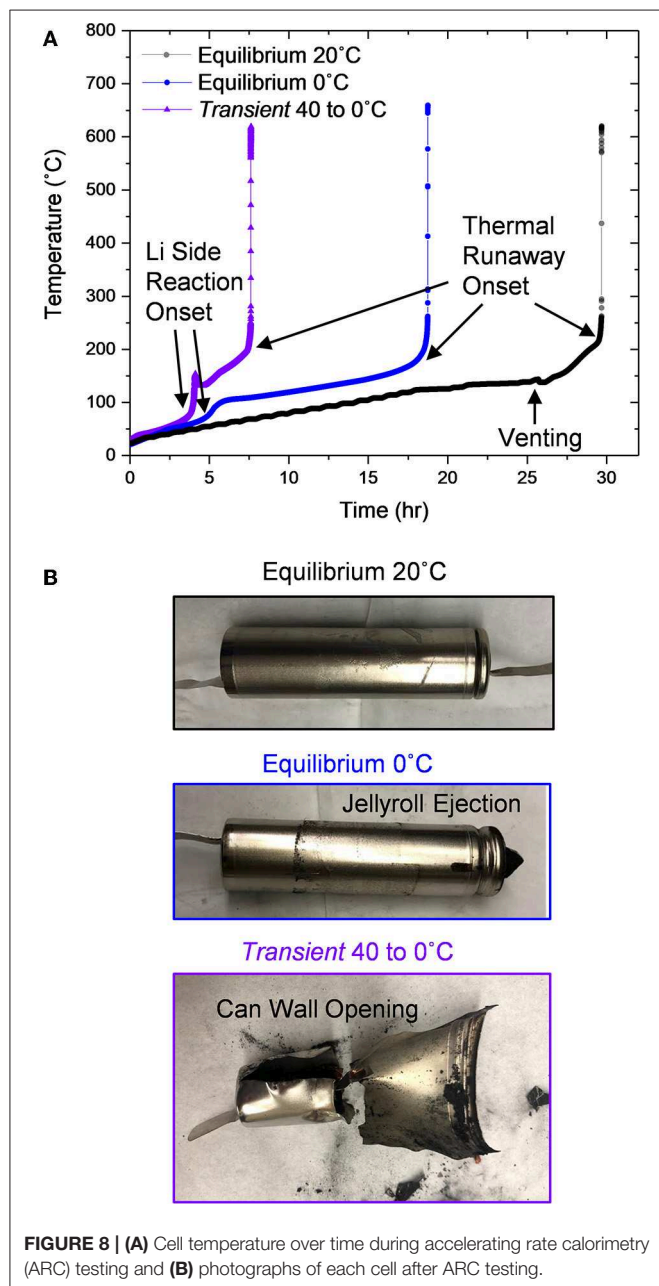 A
800
700
600
500
400
300
200
100
0
Temperature (°C)
Equilibrium 20°C
Equilibrium 0°C
Transient 40 to 0°C
Li Side
Reaction
Onset
Thermal
Runaway
Onset
Venting
0 5 10 15 20 25 30
Time (hr)
B
Equilibrium 20°C
Equilibrium 0°C
Jellyroll Ejection
Transient 40 to 0°C
Can Wall Opening
FIGURE 8 | (A) Cell temperature over time during accelerating rate calorimetry
(ARC) testing and (B) photographs of each cell after ARC testing.